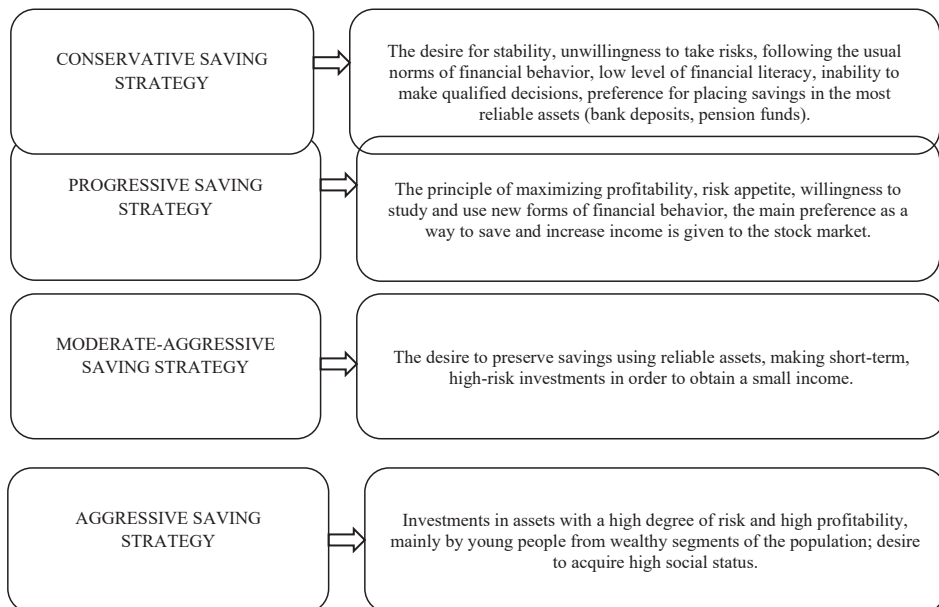 CONSERVATIVE SAVING
STRATEGY
The desire for stability, unwillingness to take risks, following the usual
norms of financial behavior, low level of financial literacy, inability to
make qualified decisions, preference for placing savings in the most
reliable assets (bank deposits, pension funds).
PROGRESSIVE SAVING
STRATEGY
The principle of maximizing profitability, risk appetite, willingness to
study and use new forms of financial behavior, the main preference as a
way to save and increase income is given to the stock market.
MODERATE-AGGRESSIVE
SAVING STRATEGY
The desire to preserve savings using reliable assets, making short-term,
high-risk investments in order to obtain a small income.
AGGRESSIVE SAVING
STRATEGY
Investments in assets with a high degree of risk and high profitability,
mainly by young people from wealthy segments of the population; desire
to acquire high social status.